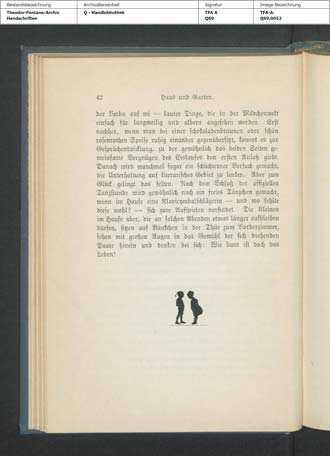 Bestandsbezeichnung
Theodor-Fontane-Archiv
Handschriften
Archivalieneinheit
Q - Handbibliothek
Signatur
TFA A
Q69
Image-Bezeichnung
TFA-A-
Q69,0052
42 Haus und Garten.
der Verba auf mi — lauter Dinge, die in der Mädchenwelt
einfach für langweilig und albern angesehen werden. Erst
nachher, wenn man bei einer schokoladenbraunen oder schön
rosenrothen Speise ruhig einander gegenübersitzt, kommt es zur
Gesprächsentwicklung, zu der gewöhnlich das beiden Seiten ge-
meinsame Vergnügen des Eislaufes den ersten Anlaß giebt.
Danach wird manchmal sogar ein schüchterner Versuch gemacht,
die Unterhaltung auf literarisches Gebiet zu lenken. Aber zum
Glück gelingt das selten. Nach dem Schluß der offiziellen
Tanzstunde wird gewöhnlich noch ein freies Tänzchen gemacht,
wenn im Hause eine Klavierymbalschlägerin — und wo fehlte
diese wohl? — sich zum Aufspielen vorfindet. Die Kleinen
im Hause aber, die an solchen Abenden etwas länger aufbleiben
dürfen, sitzen auf Bänkchen in der Thür zum Vorderzimmer,
sehen mit großen Augen in das Gewühl der sich drehenden
Paare hinein und denken bei sich: Wie bunt ist doch das
Leben!